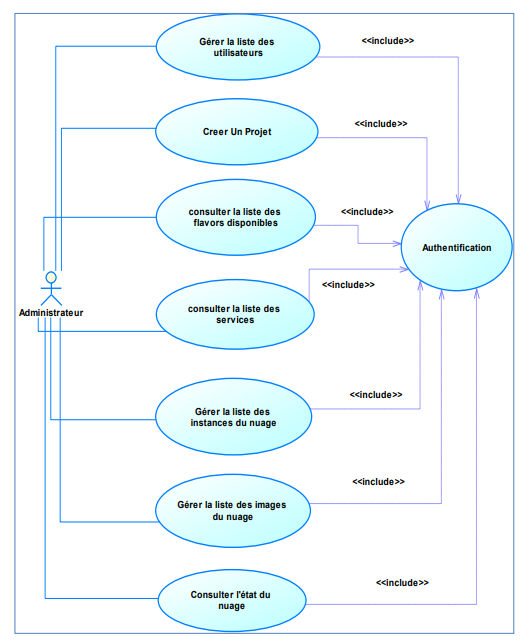 Gérer la liste des
utilisateurs
<<include>>
Creer Un Projet
<<include>>
consulter la liste des
flavors disponibles
<<include>>
Authentification
Administrateur
consulter la liste des
services
<<include>>
Gérer la liste des
instances du nuage
<<include>>
Gérer la liste des images
du nuage
<<include>>
Consulter l'état du
nuage
<<include>>